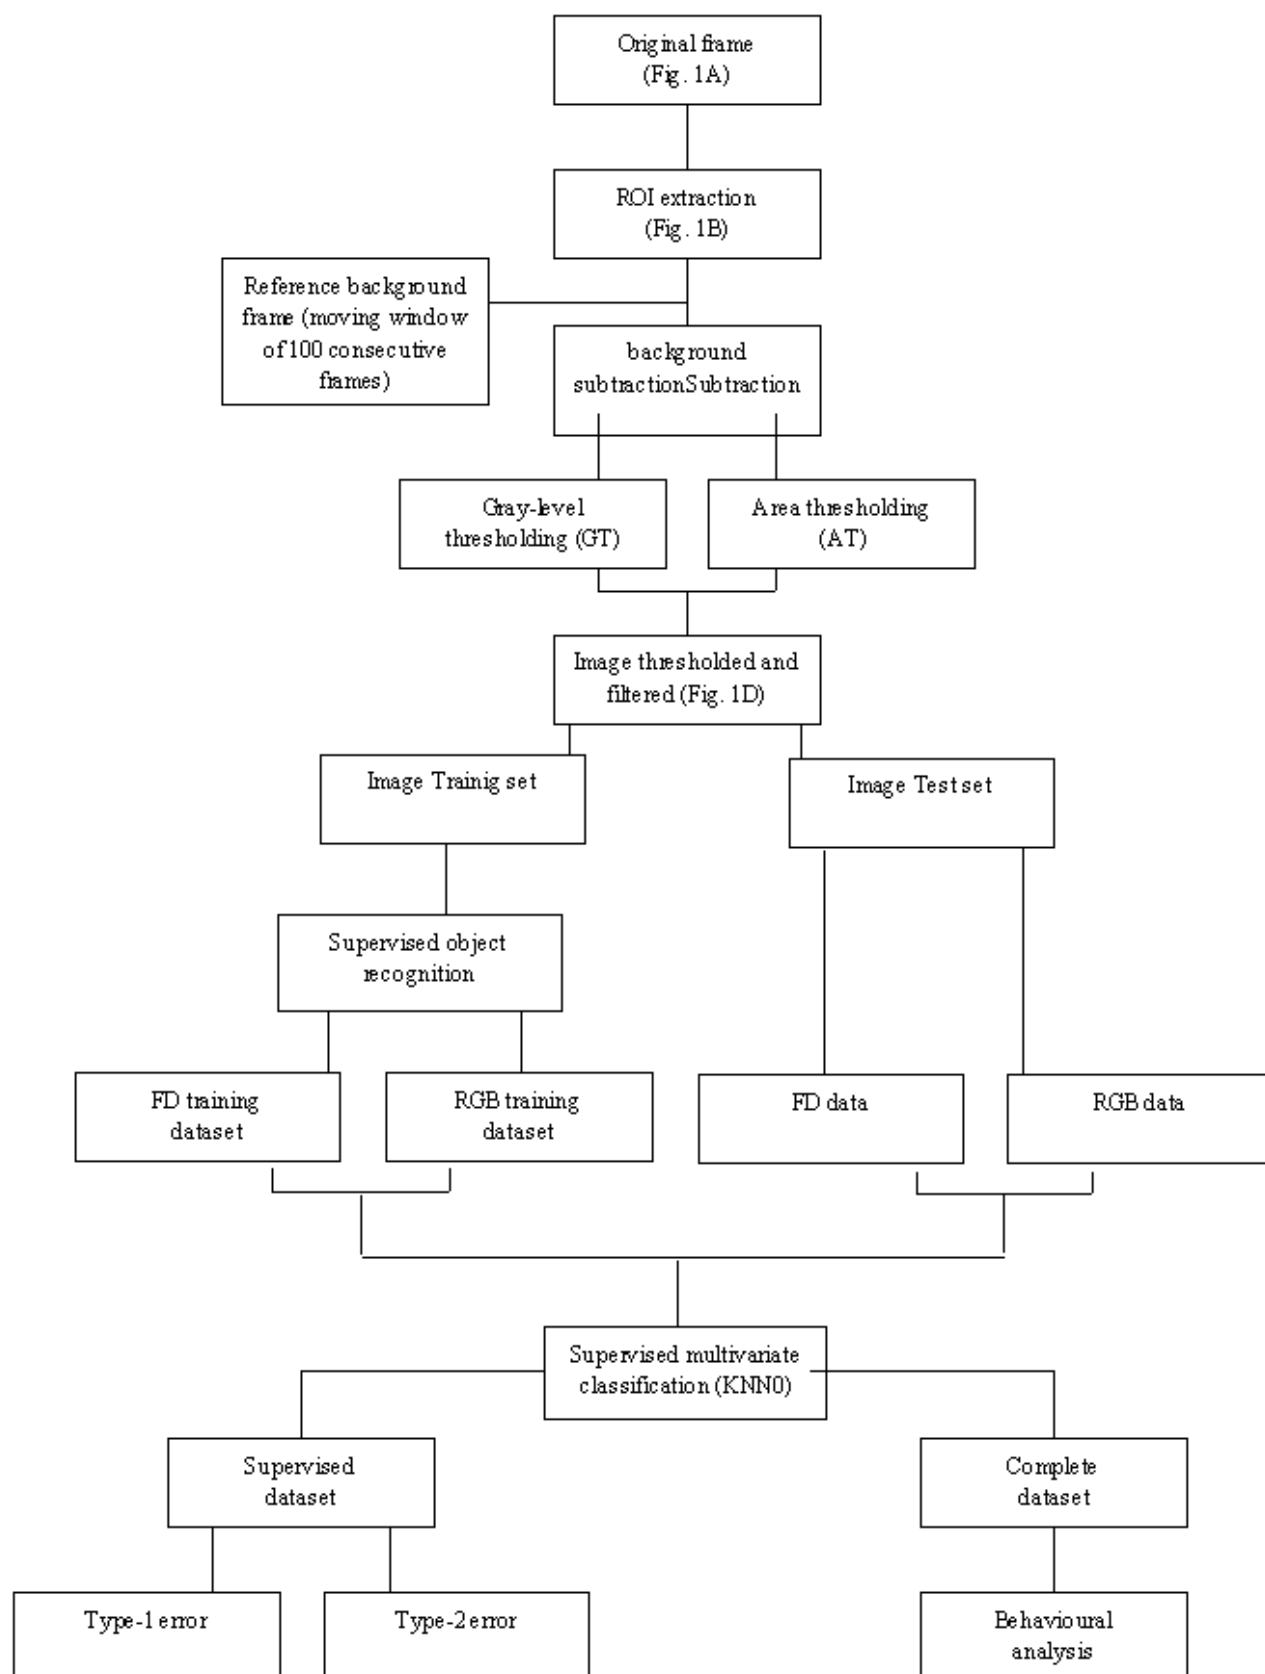 Original frame
(Fig. 1A)
ROI extraction
(Fig. 1B)
Reference background
frame (moving window
of 100 consecutive
frames)
background
subtractionSubtraction
Gray-level
thresholding (GT)
Area thresholding
(AT)
Image thresholded and
filtered (Fig. 1D)
Image Trainig set
Image Test set
Supervised object
recognition
FD training
dataset
RGB training
dataset
FD data
RGB data
Supervised multivariate
classification (KNN0)
Supervised
dataset
Complete
dataset
Type-1 error
Type-2 error
Behavioural
analysis